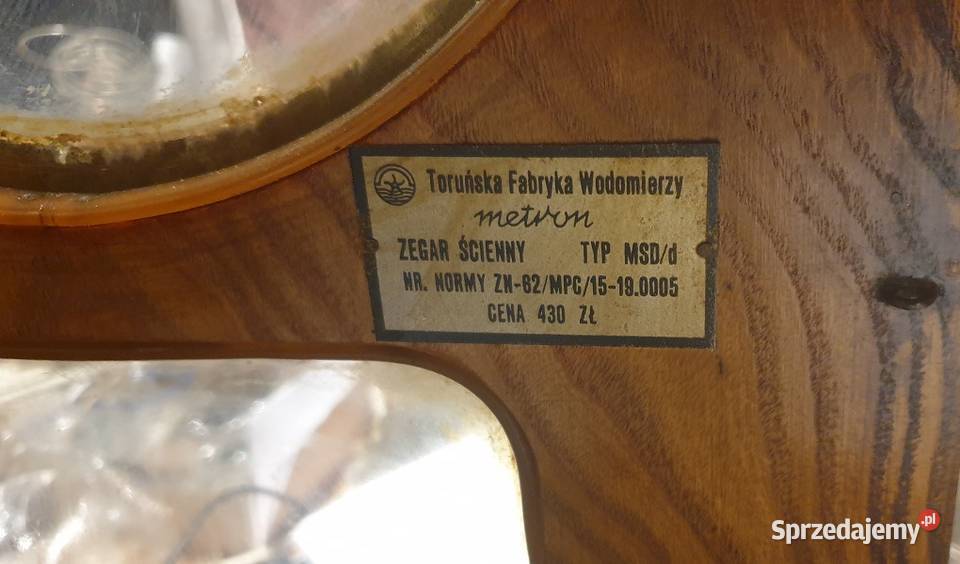 Toruńska Fabryka Wodomierzy
metron
ZEGAR ŚCIENNY TYP MSD/d
NR. NORMY ZN-62/MPC/15-19.0005
CENA 430 ZŁ
Sprzedajemy.pl